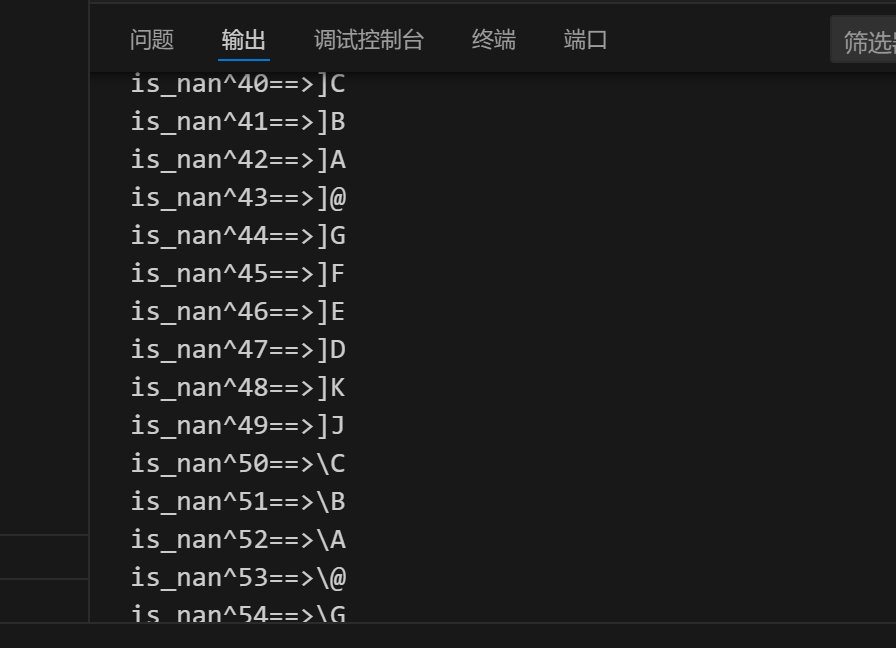 问题 输出 调试控制台 终端 端口 筛选
is_nan^40==>]C
is_nan^41==>]B
is_nan^42==>]A
is_nan^43==>]@
is_nan^44==>]G
is_nan^45==>]F
is_nan^46==>]E
is_nan^47==>]D
is_nan^48==>]K
is_nan^49==>]J
is_nan^50==>\C
is_nan^51==>\B
is_nan^52==>\A
is_nan^53==>\@
is_nan^54==>\G